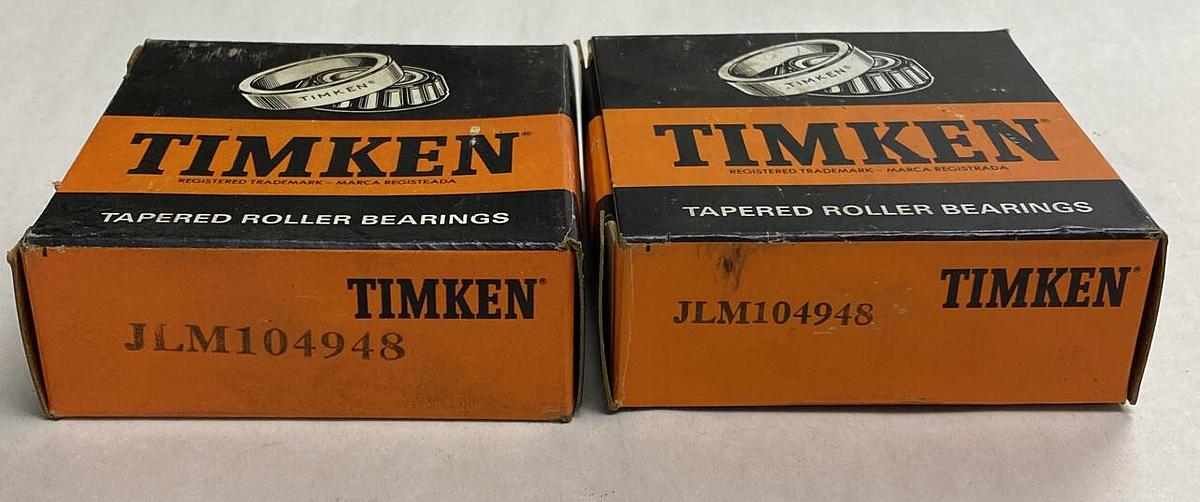 TIMKEN®
TIMKEN®
REGISTERED TRADEMARK - MARCA REGISTRADA
TAPERED ROLLER BEARINGS
TIMKEN®
JLM104948
TIMKEN®
TIMKEN®
REGISTERED TRADEMARK - MARCA REGISTRADA
TAPERED ROLLER BEARINGS
TIMKEN®
JLM104948